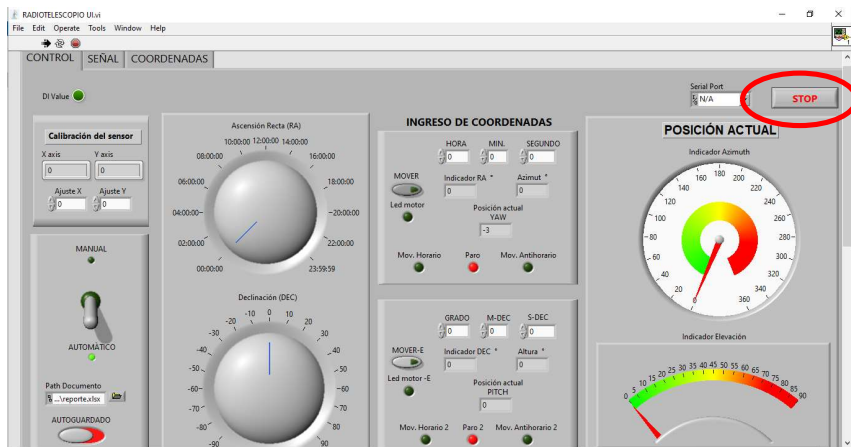 RADIOTELESCOPIO UI.vi
File Edit Operate Tools Window Help
CONTROL SEÑAL COORDENADAS
DI Value
Serial Port
N/A
STOP
Calibración del sensor
X axis Y axis
0 0
Ajuste X Ajuste Y
0 0
MANUAL
AUTOMÁTICO
Path Documento
...\reporte.xlsx
AUTOGUARDADO
Ascensión Recta (RA)
00:00:00 02:00:00 04:00:00 06:00:00 08:00:00 10:00:00 12:00:00 14:00:00 16:00:00 18:00:00 20:00:00 22:00:00 23:59:59
Declinación (DEC)
-90 -80 -70 -60 -50 -40 -30 -20 -10 0 10 20 30 40 50 60 70 80 90
INGRESO DE COORDENADAS
HORA MIN. SEGUNDO
0 0 0
MOVER Indicador RA ° Azimut °
0 0
Led motor
Posición actual
YAW
-3
Mov. Horario Paro Mov. Antihorario
GRADO M-DEC S-DEC
0 0 0
MOVER-E Indicador DEC ° Altura °
0 0
Led motor -E
Posición actual
PITCH
0
Mov. Horario 2 Paro 2 Mov. Antihorario 2
POSICIÓN ACTUAL
Indicador Azimuth
0 20 40 60 80 100 120 140 160 180 200 220 240 260 280 300 320 340 360
Indicador Elevación
0 5 10 15 20 25 30 35 40 45 50 55 60 65 70 75 80 85 90